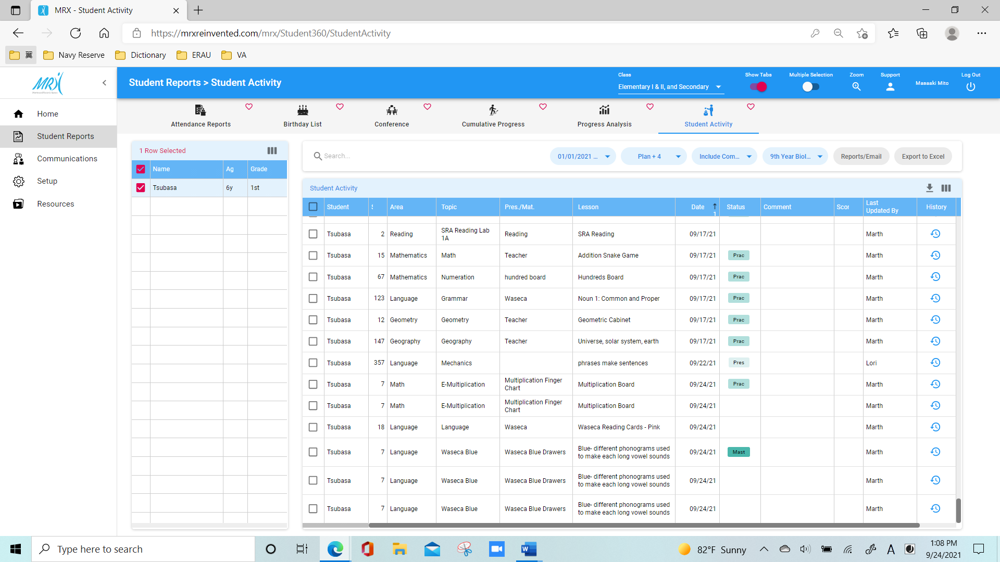 MRX - Student Activity
https://mrxreinvented.com/mrx/Student360/StudentActivity
翼 Navy Reserve Dictionary ERAU VA
MRX
Student Reports > Student Activity
Class
Elementary I & II, and Secondary
Show Tabs
Multiple Selection
Zoom
Support
Masaaki Mito
Log Out
Home
Student Reports
Communications
Setup
Resources
Attendance Reports Birthday List Conference Cumulative Progress Progress Analysis Student Activity
1 Row Selected
Name Ag Grade
Tsubasa 6y 1st
Search...
01/01/2021 ... Plan + 4 Include Com... 9th Year Biol... Reports/Email Export to Excel
Student Activity
Student Area Topic Pres./Mat. Lesson Date 1 Status Comment Scor Last Updated By History
Tsubasa 2 Reading SRA Reading Lab 1A Reading SRA Reading 09/17/21 Marth
Tsubasa 15 Mathematics Math Teacher Addition Snake Game 09/17/21 Prac Marth
Tsubasa 67 Mathematics Numeration hundred board Hundreds Board 09/17/21 Prac Marth
Tsubasa 123 Language Grammar Waseca Noun 1: Common and Proper 09/17/21 Prac Marth
Tsubasa 12 Geometry Geometry Teacher Geometric Cabinet 09/17/21 Prac Marth
Tsubasa 147 Geography Geography Teacher Universe, solar system, earth 09/17/21 Prac Marth
Tsubasa 357 Language Mechanics phrases make sentences 09/22/21 Pres Lori
Tsubasa 7 Math E-Multiplication Multiplication Finger Chart Multiplication Board 09/24/21 Prac Marth
Tsubasa 7 Math E-Multiplication Multiplication Finger Chart Multiplication Board 09/24/21 Marth
Tsubasa 18 Language Language Waseca Waseca Reading Cards - Pink 09/24/21 Marth
Tsubasa 7 Language Waseca Blue Waseca Blue Drawers Blue- different phonograms used to make each long vowel sounds 09/24/21 Mast Marth
Tsubasa 7 Language Waseca Blue Waseca Blue Drawers Blue- different phonograms used to make each long vowel sounds 09/24/21 Marth
Tsubasa 7 Language Waseca Blue Waseca Blue Drawers Blue- different phonograms used to make each long vowel sounds 09/24/21 Marth
Type here to search
82°F Sunny
A
1:08 PM
9/24/2021